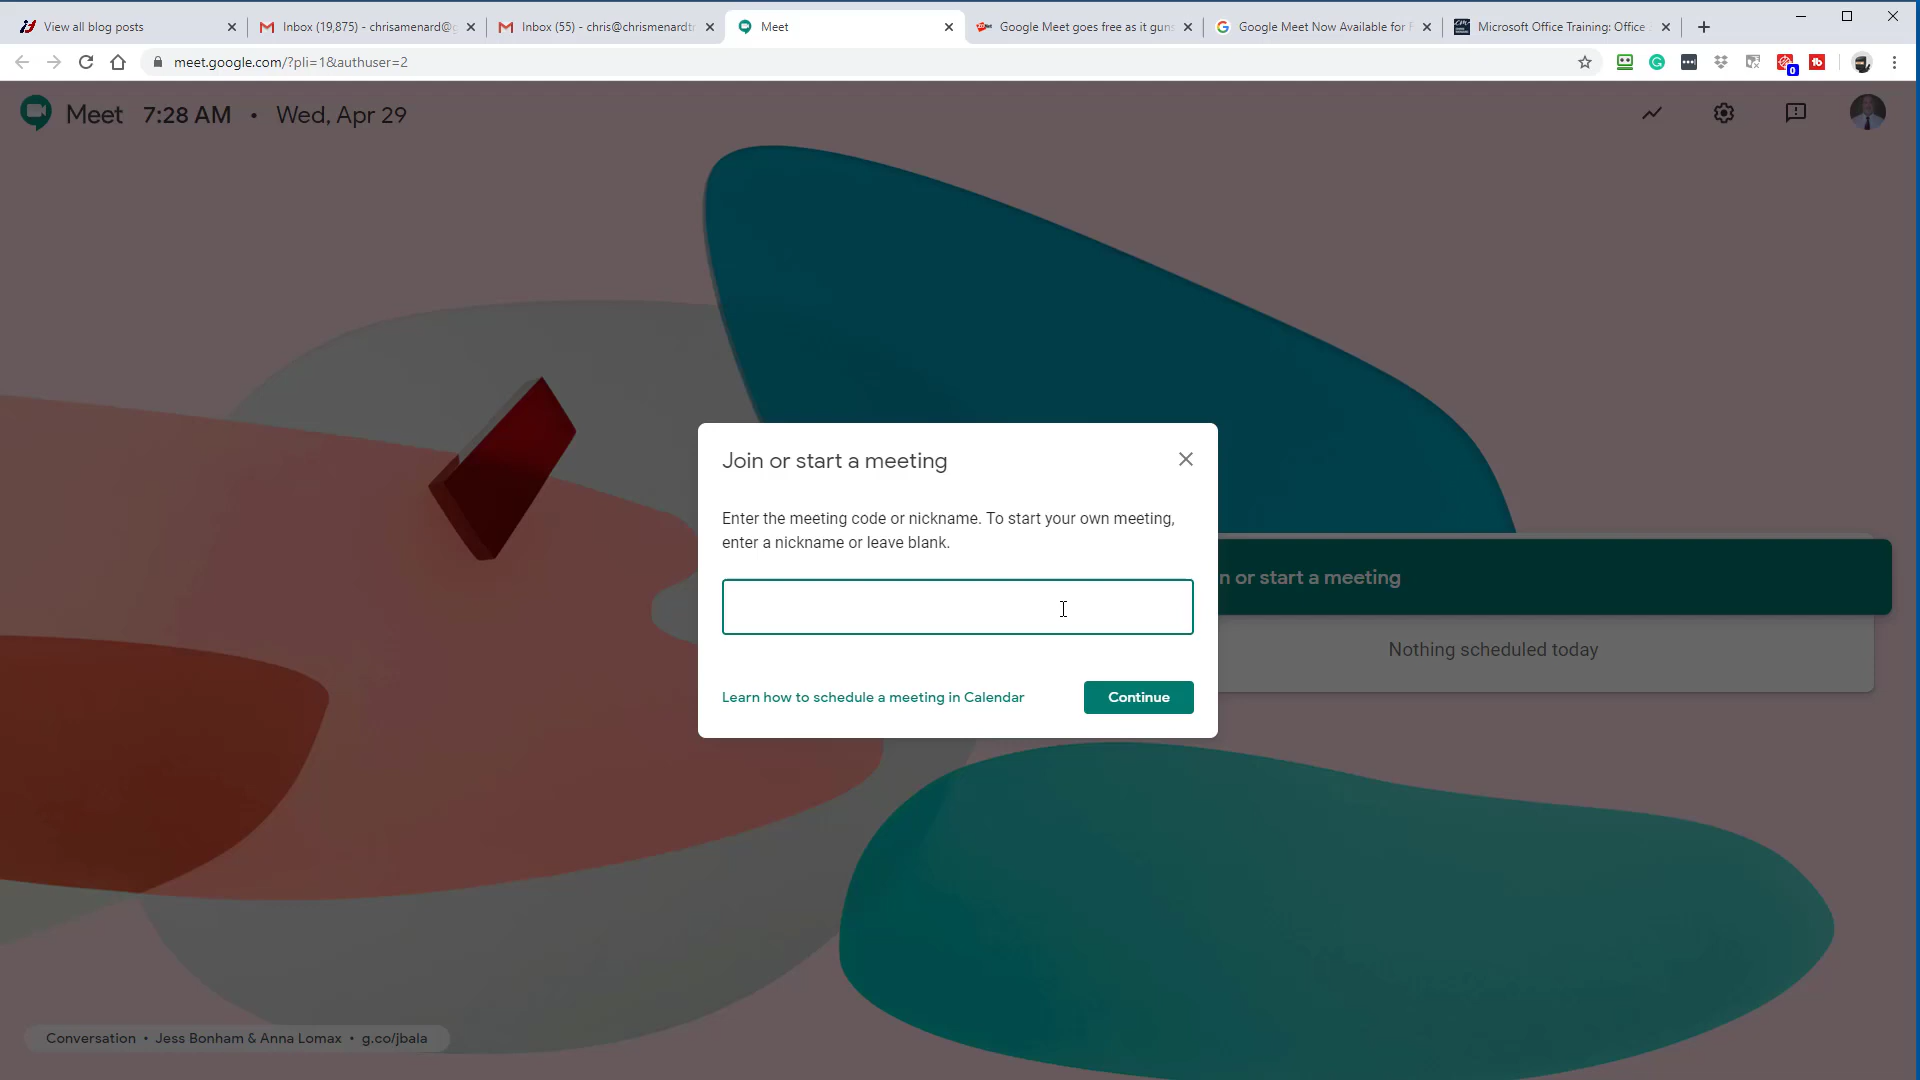 View all blog posts
Inbox (19,875) - chrisamenard@g
Inbox (55) - chris@chrismenardtr
Meet
Google Meet goes free as it guns
Google Meet Now Available for F
Microsoft Office Training: Office
meet.google.com/?pli=1&authuser=2
0
Meet 7:28 AM • Wed, Apr 29
Join or start a meeting
Enter the meeting code or nickname. To start your own meeting,
enter a nickname or leave blank.
n or start a meeting
Nothing scheduled today
Learn how to schedule a meeting in Calendar
Continue
Conversation • Jess Bonham & Anna Lomax • g.co/jbala